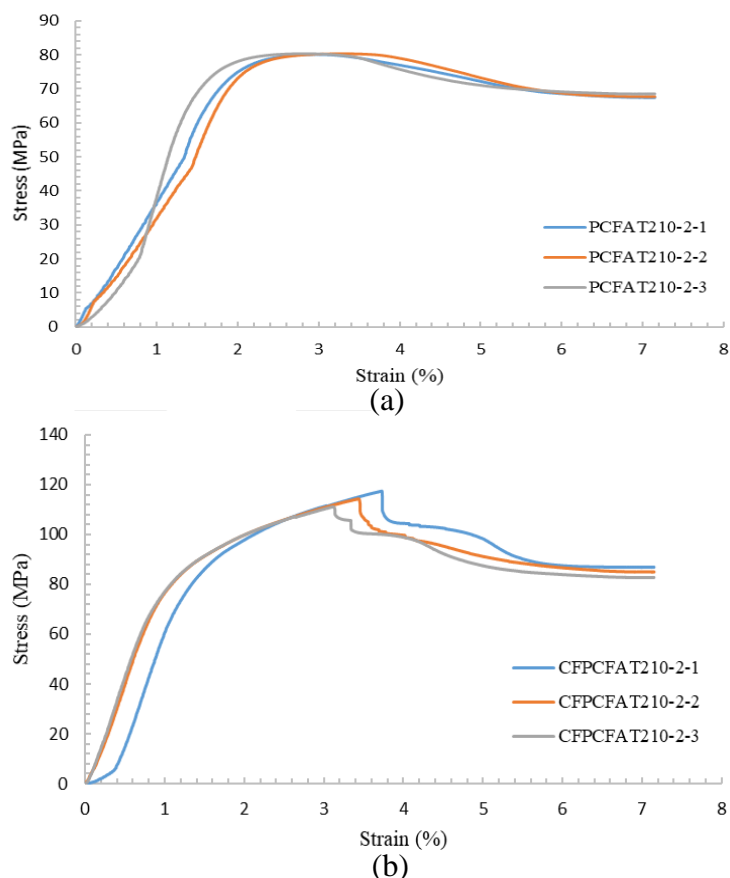 90
80
70
60
50
40
30
20
10
0
Stress (MPa)
PCFAT210-2-1
PCFAT210-2-2
PCFAT210-2-3
0 1 2 3 4 5 6 7 8
Strain (%)
(a)
140
120
100
80
60
40
20
0
Stress (MPa)
CFPCFAT210-2-1
CFPCFAT210-2-2
CFPCFAT210-2-3
0 1 2 3 4 5 6 7 8
Strain (%)
(b)